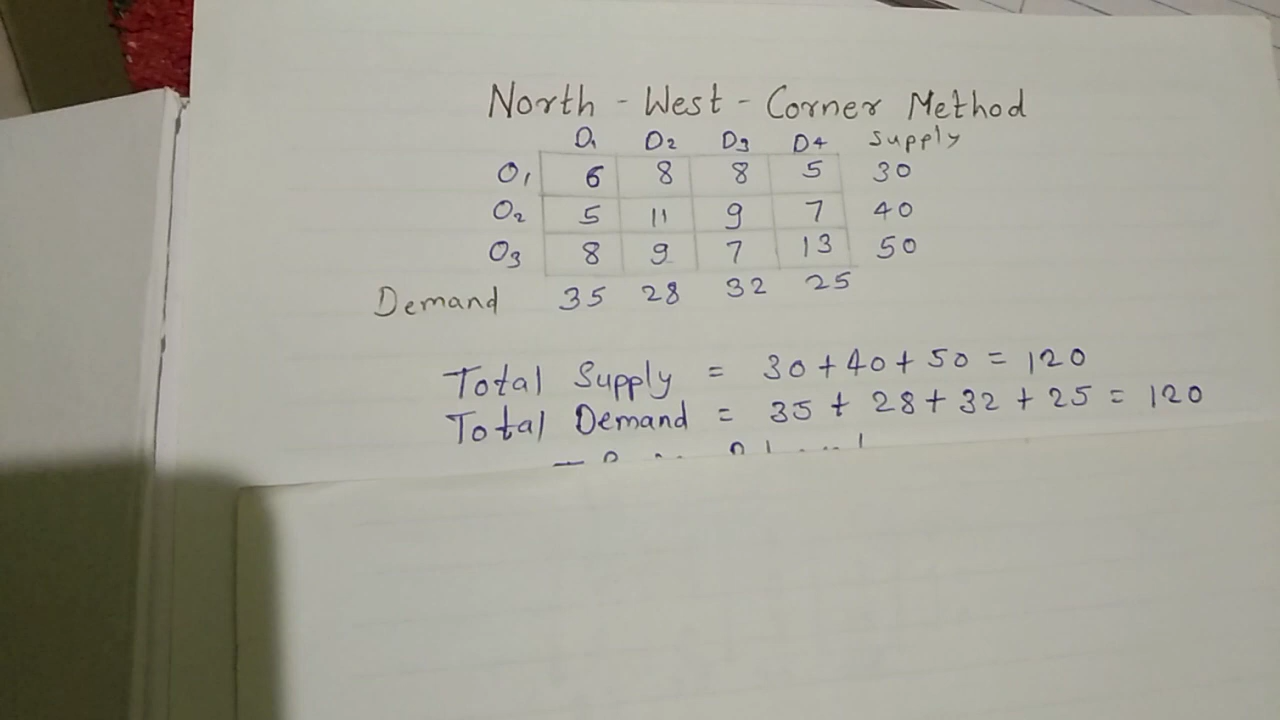 North - West - Corner Method
D1 D2 D3 D4 Supply
O1 6 8 8 5 30
O2 5 11 9 7 40
O3 8 9 7 13 50
Demand 35 28 32 25
Total Supply = 30 + 40 + 50 = 120
Total Demand = 35 + 28 + 32 + 25 = 120